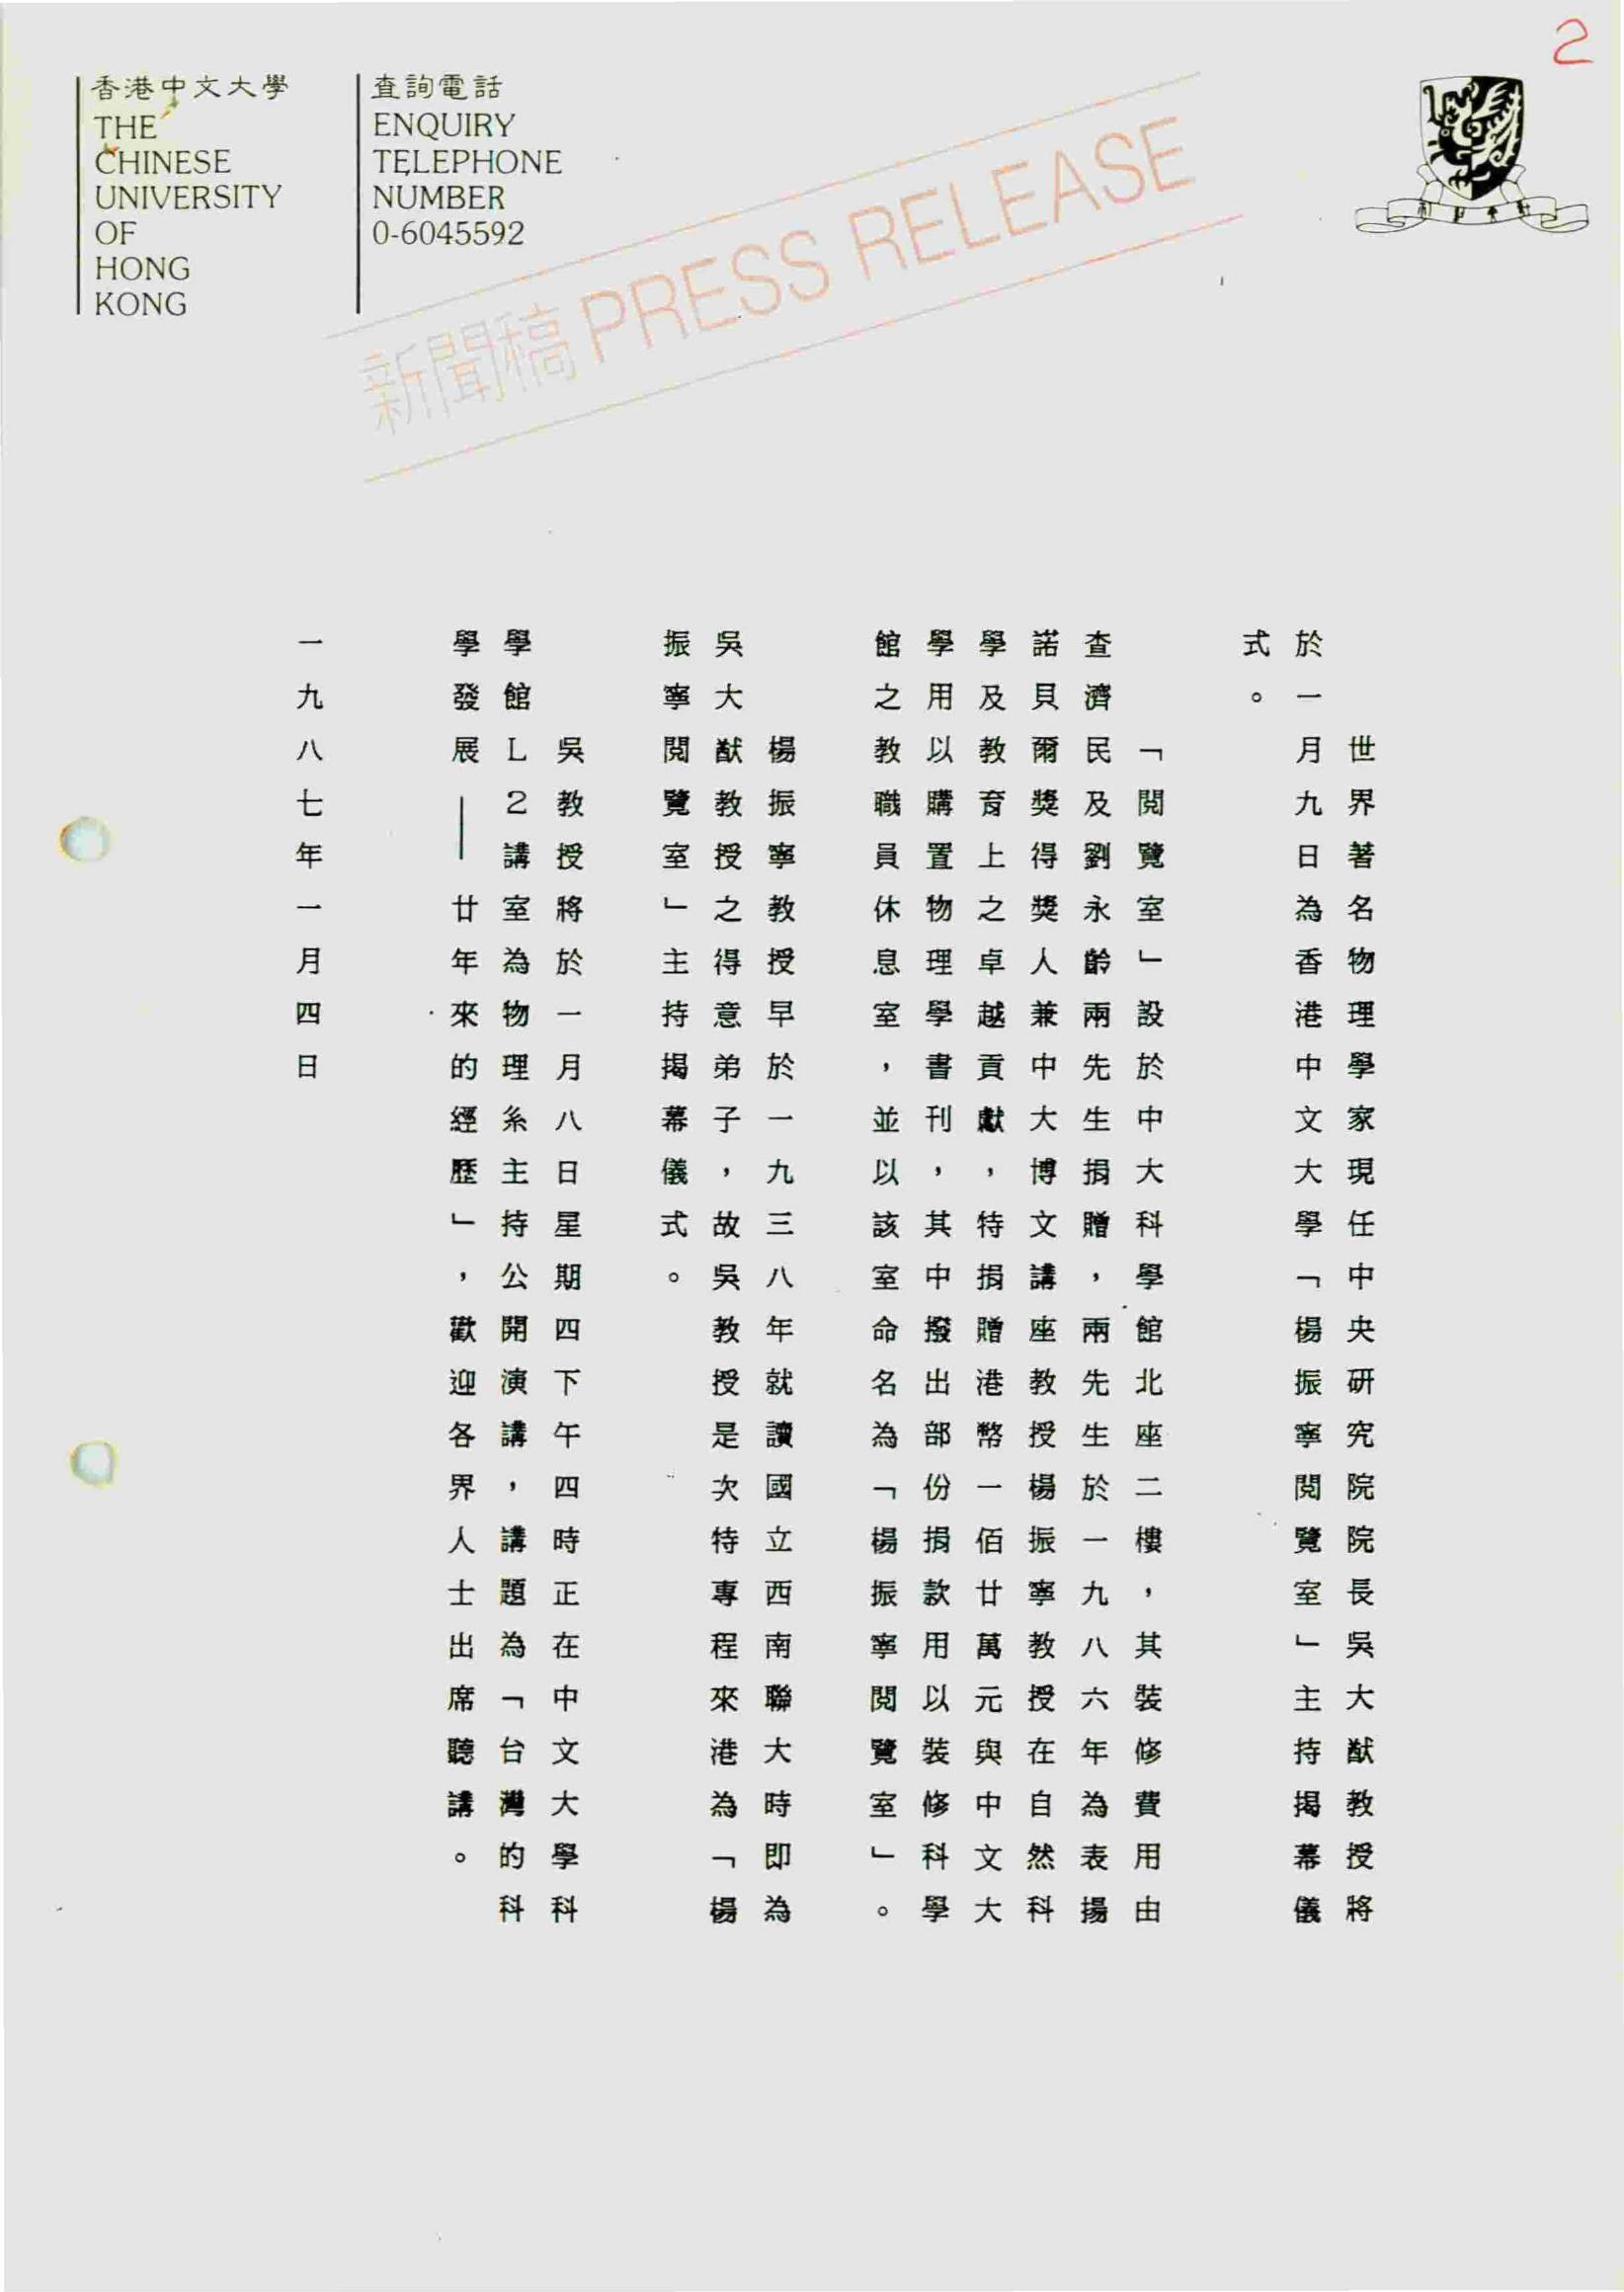 2
香港中文大學
THE
CHINESE
UNIVERSITY
OF
HONG
KONG
查詢電話
ENQUIRY
TELEPHONE
NUMBER
0-6045592
新聞稿 PRESS RELEASE
世界著名物理學家現任中央研究院院長吳大猷教授將
於一月九日為香港中文大學「楊振寧閱覽室」主持揭幕儀
式。
「閱覽室」設於中大科學館北座二樓，其裝修費用由
查濟民及劉永齡兩先生捐贈，兩先生於一九八六年為表揚
諾貝爾獎得獎人兼中大博文講座教授楊振寧教授在自然科
學及教育上之卓越貢獻，特捐贈港幣一佰廿萬元與中文大
學用以購置物理學書刊，其中撥出部份捐款用以裝修科學
館之教職員休息室，並以該室命名為「楊振寧閱覽室」。
楊振寧教授早於一九三八年就讀國立西南聯大時即為
吳大猷教授之得意弟子，故吳教授是次特專程來港為「楊
振寧閱覽室」主持揭幕儀式。
吳教授將於一月八日星期四下午四時正在中文大學科
學館L2講室為物理系主持公開演講，講題為「台灣的科
學發展——廿年來的經歷」，歡迎各界人士出席聽講。
一九八七年一月四日